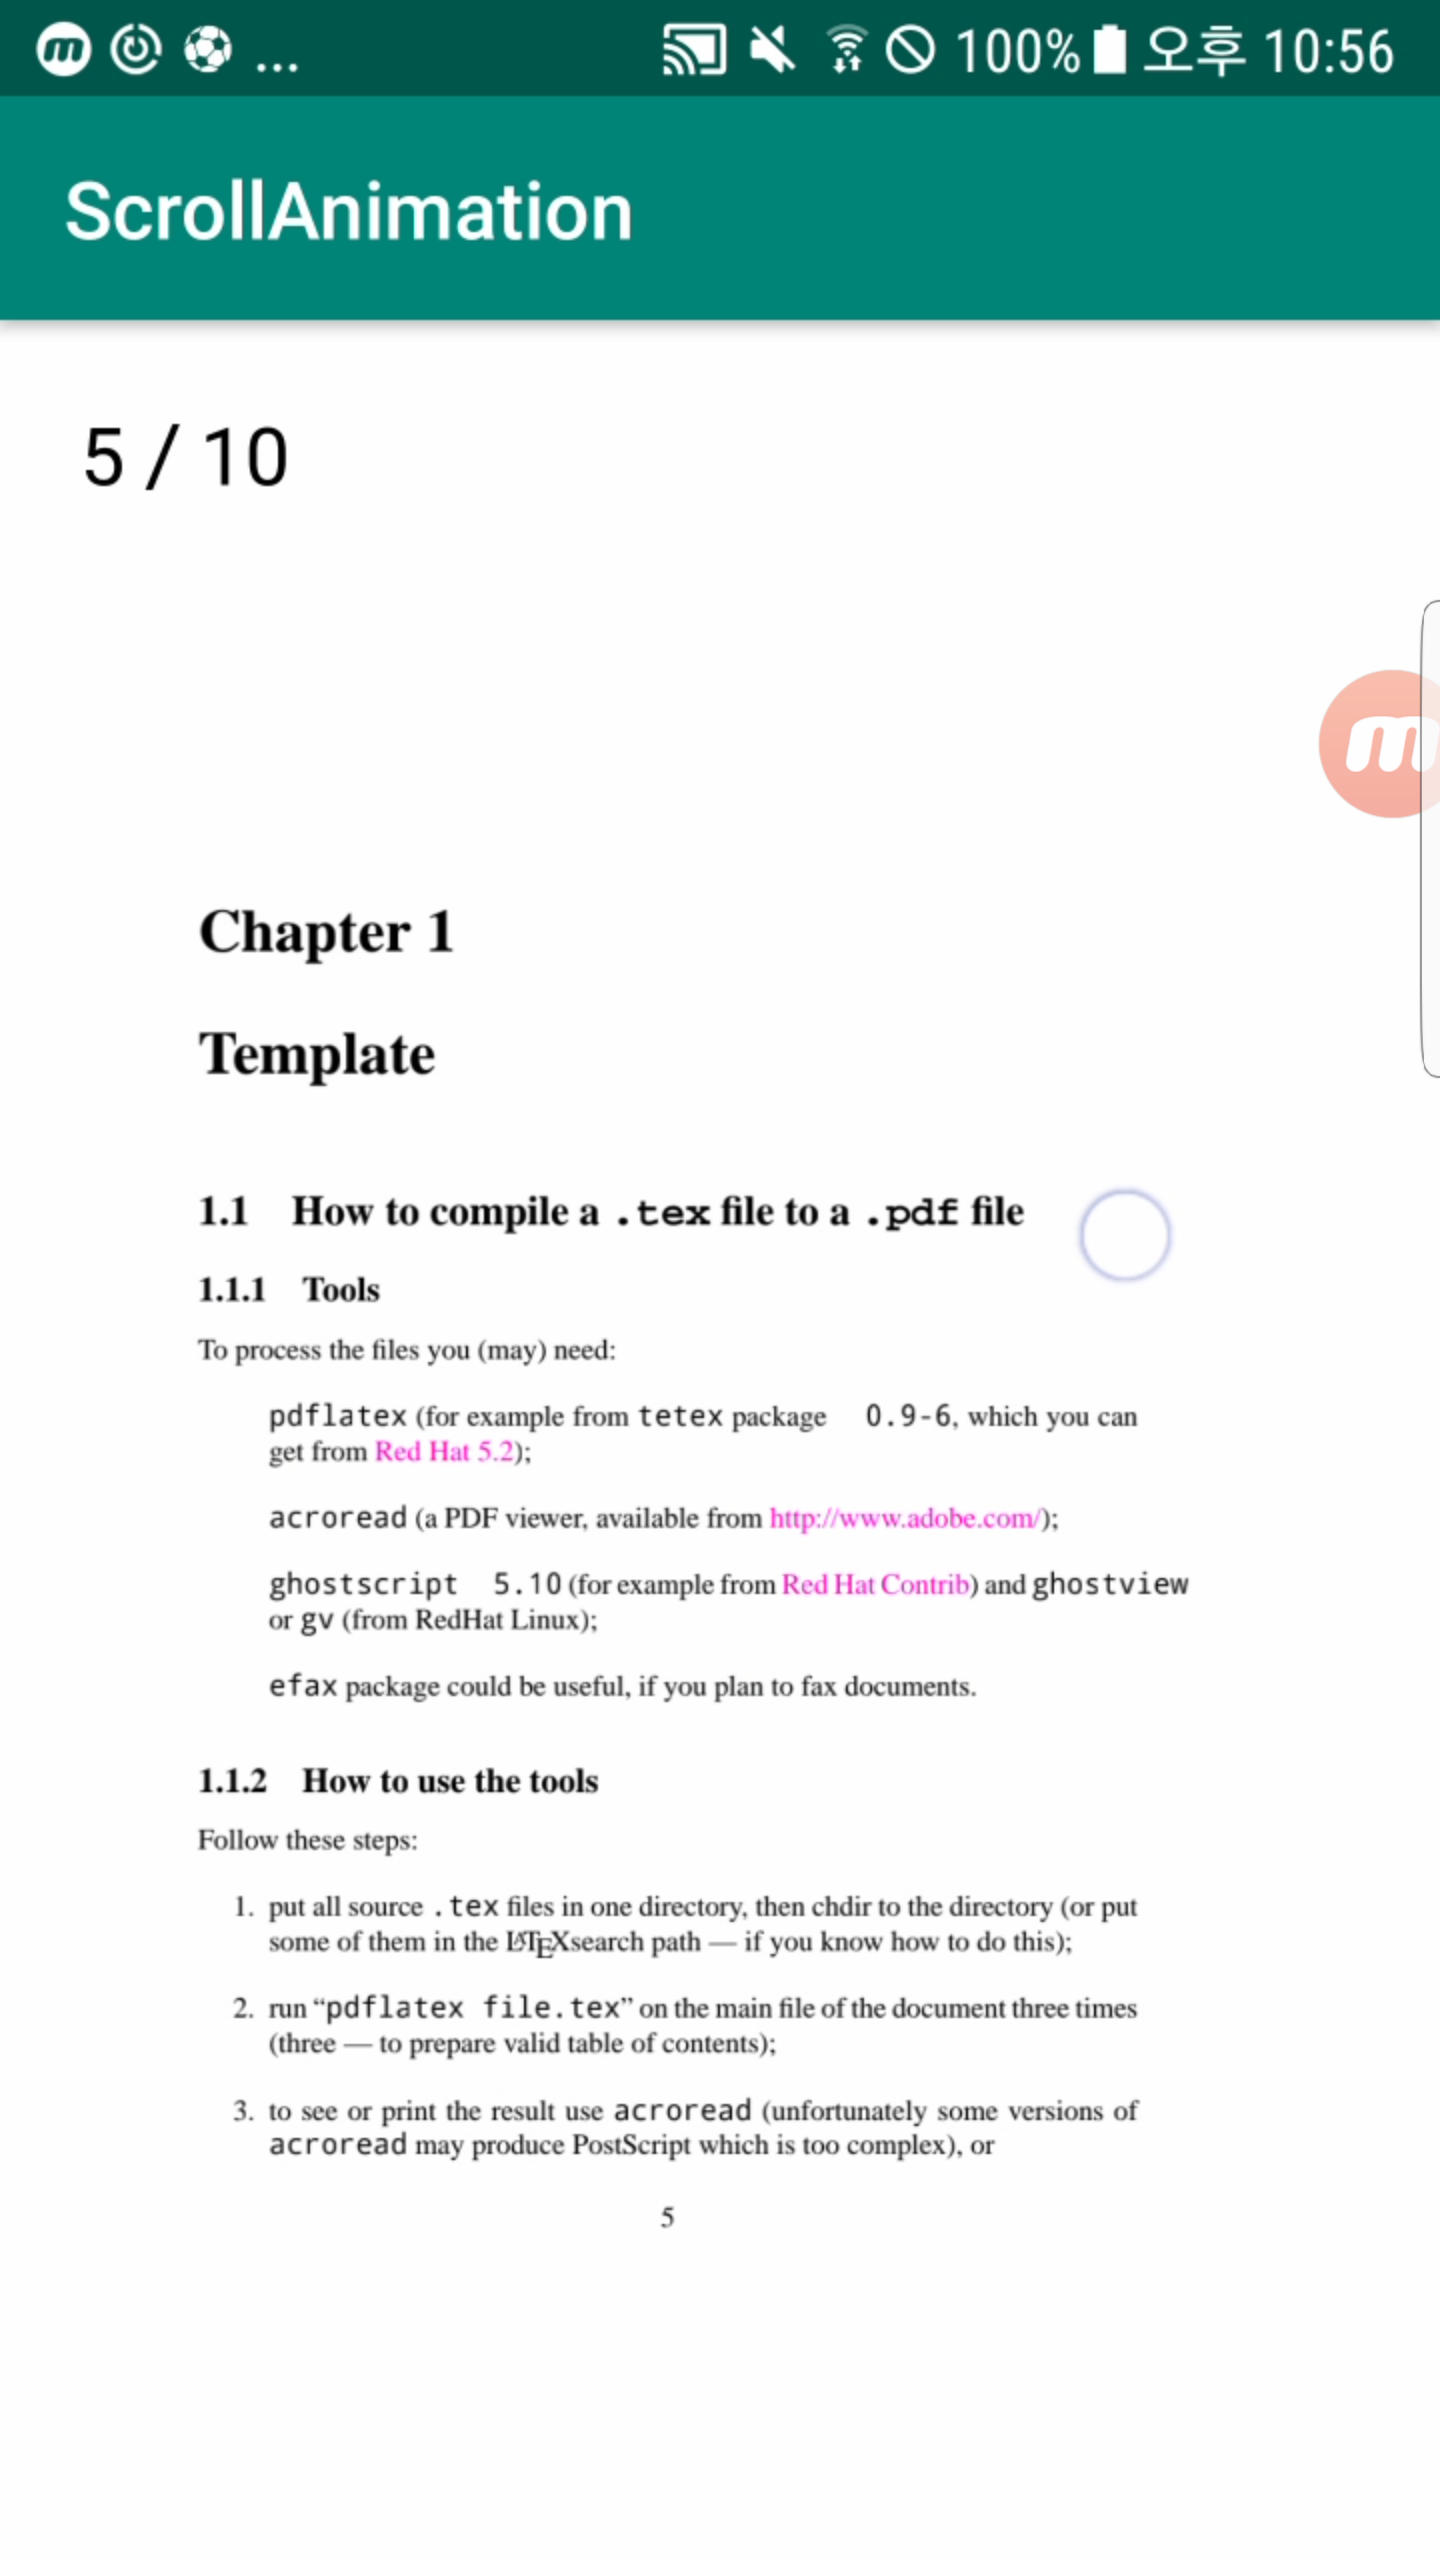 ... 100% 오후 10:56
ScrollAnimation
5 / 10
Chapter 1
Template
1.1 How to compile a .tex file to a .pdf file
1.1.1 Tools
To process the files you (may) need:
pdflatex (for example from tetex package 0.9-6, which you can
get from Red Hat 5.2);
acroread (a PDF viewer, available from http://www.adobe.com/);
ghostscript 5.10 (for example from Red Hat Contrib) and ghostview
or gv (from RedHat Linux);
efax package could be useful, if you plan to fax documents.
1.1.2 How to use the tools
Follow these steps:
1. put all source .tex files in one directory, then chdir to the directory (or put
some of them in the LATEXsearch path — if you know how to do this);
2. run “pdflatex file.tex” on the main file of the document three times
(three — to prepare valid table of contents);
3. to see or print the result use acroread (unfortunately some versions of
acroread may produce PostScript which is too complex), or
5